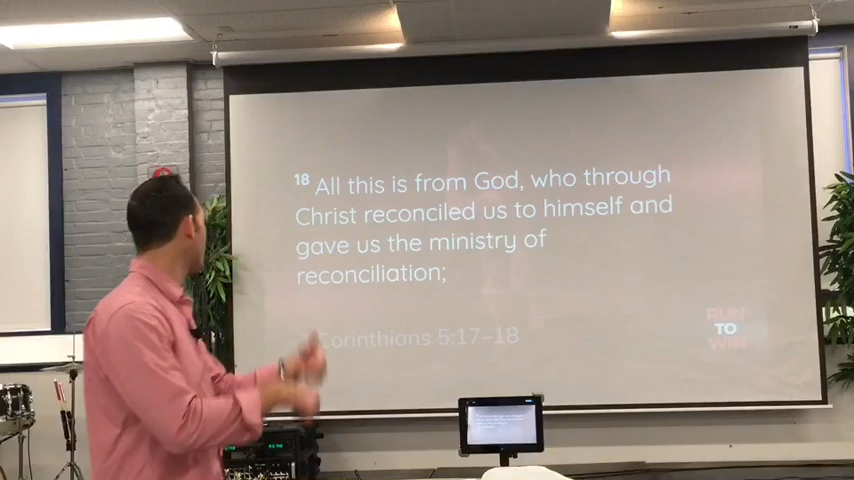 18 All this is from God, who through
Christ reconciled us to himself and
gave us the ministry of
reconciliation;
Corinthians 5:17–18
RUN
TO
WIN